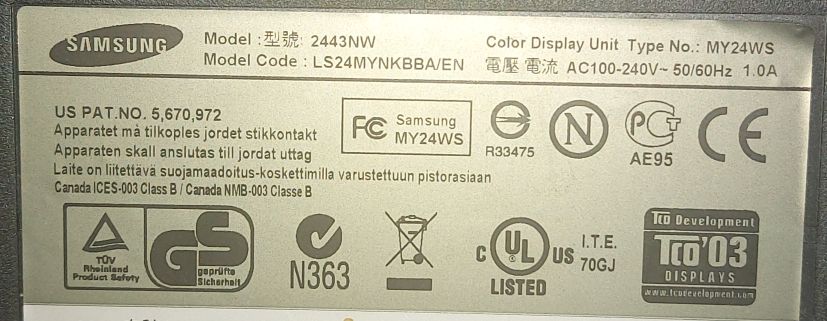 SAMSUNG
Model :型號: 2443NW
Model Code : LS24MYNKBBA/EN
Color Display Unit Type No.: MY24WS
電壓 電流 AC100-240V~ 50/60Hz 1.0A
US PAT.NO. 5,670,972
Apparatet må tilkoples jordet stikkontakt
Apparaten skall anslutas till jordat uttag
Laite on liitettävä suojamaadoitus-koskettimilla varustettuun pistorasiaan
Canada ICES-003 Class B / Canada NMB-003 Classe B
FC Samsung
MY24WS
R33475
N
PCT
AE95
CE
TÜV
Rheinland
Product Safety
GS
geprüfte
Sicherheit
N363
C UL US
LISTED
I.T.E.
70GJ
TCO Development
TCO'03
DISPLAYS
www.tcodevelopment.com